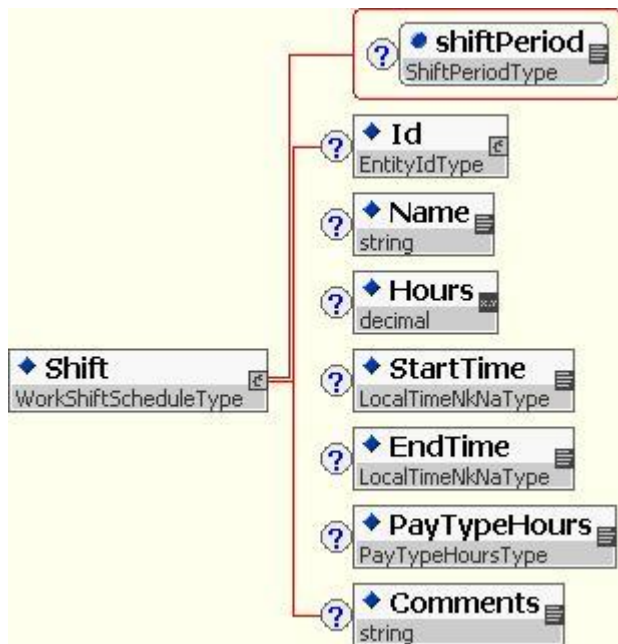 ? shiftPeriod
ShiftPeriodType
? Id
EntityIdType
? Name
string
? Hours
decimal
Shift
WorkShiftScheduleType
? StartTime
LocalTimeNkNaType
? EndTime
LocalTimeNkNaType
? PayTypeHours
PayTypeHoursType
? Comments
string